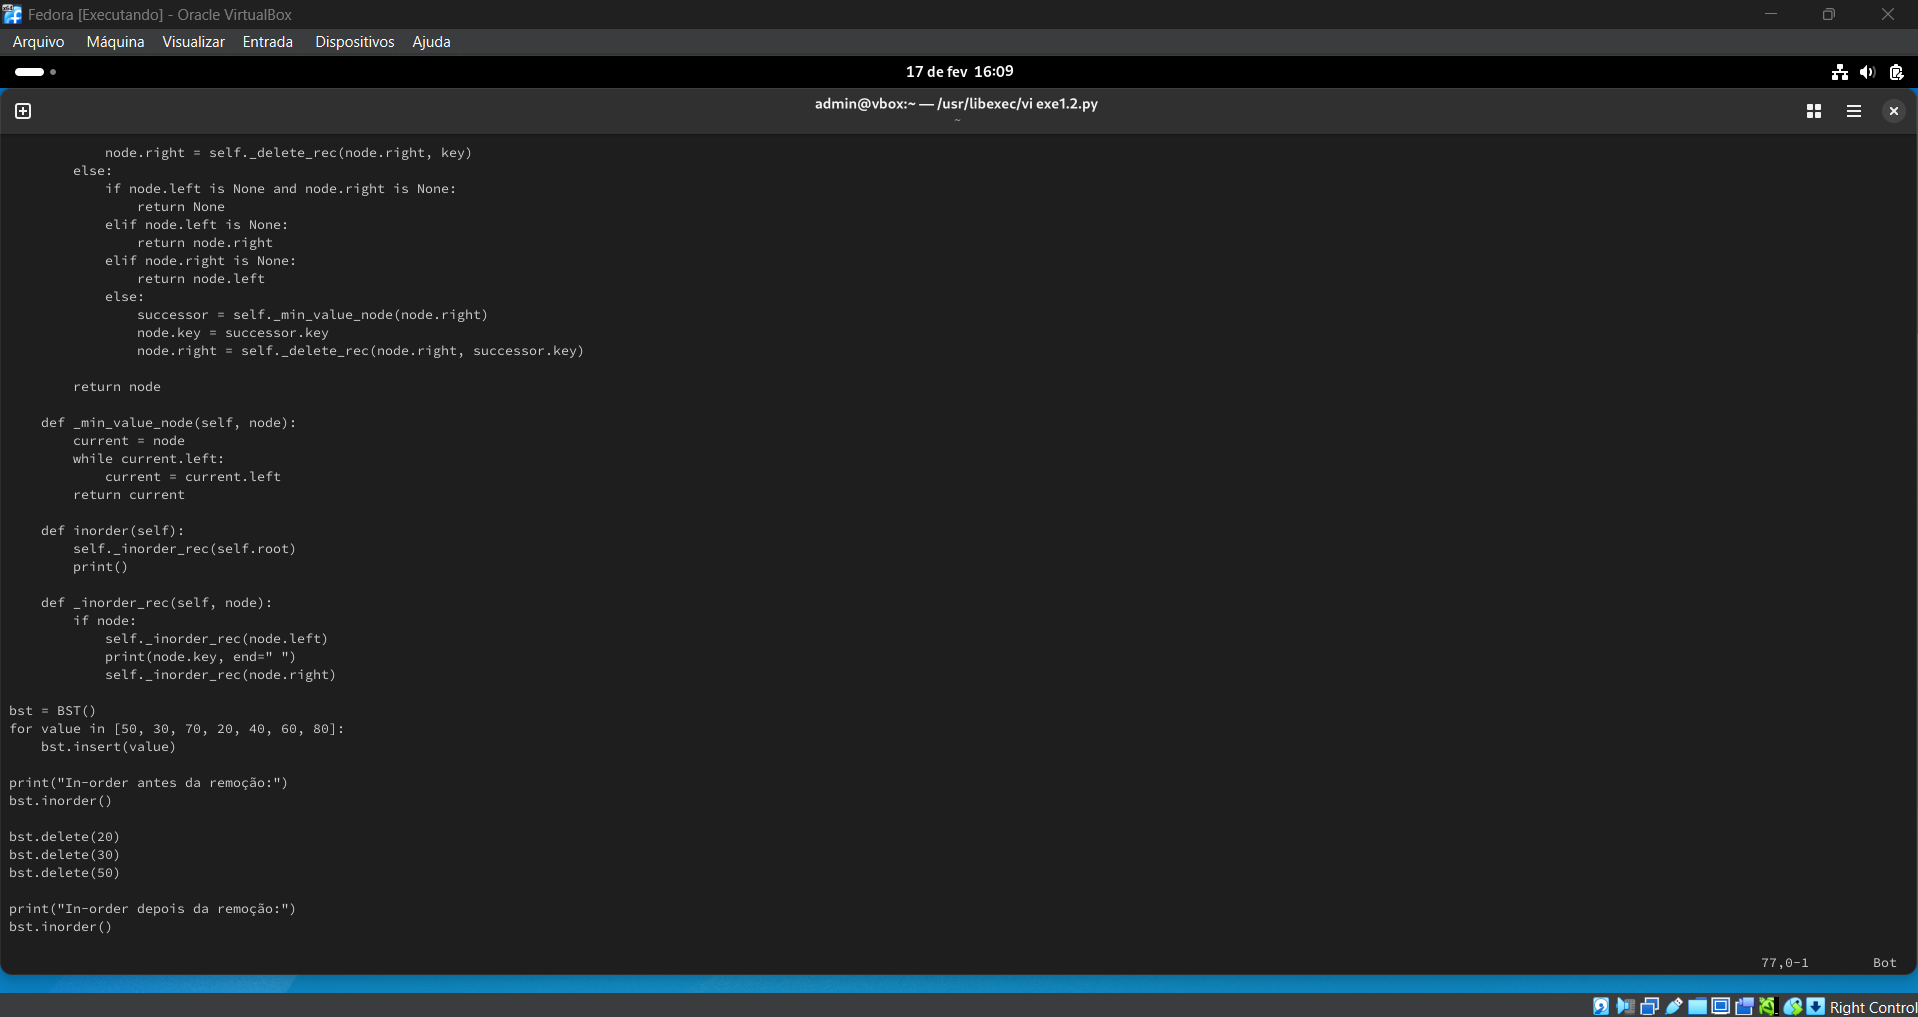 Fedora [Executando] - Oracle VirtualBox
Arquivo Máquina Visualizar Entrada Dispositivos Ajuda
17 de fev 16:09
admin@vbox:~ — /usr/libexec/vi exe1.2.py
~
            node.right = self._delete_rec(node.right, key)
        else:
            if node.left is None and node.right is None:
                return None
            elif node.left is None:
                return node.right
            elif node.right is None:
                return node.left
            else:
                successor = self._min_value_node(node.right)
                node.key = successor.key
                node.right = self._delete_rec(node.right, successor.key)

        return node

    def _min_value_node(self, node):
        current = node
        while current.left:
            current = current.left
        return current

    def inorder(self):
        self._inorder_rec(self.root)
        print()

    def _inorder_rec(self, node):
        if node:
            self._inorder_rec(node.left)
            print(node.key, end=" ")
            self._inorder_rec(node.right)

bst = BST()
for value in [50, 30, 70, 20, 40, 60, 80]:
    bst.insert(value)

print("In-order antes da remoção:")
bst.inorder()

bst.delete(20)
bst.delete(30)
bst.delete(50)

print("In-order depois da remoção:")
bst.inorder()

77,0-1 Bot
Right Control